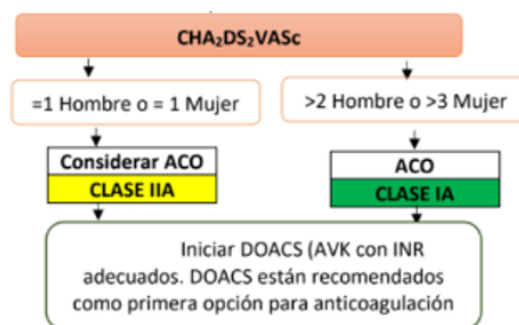 CHA₂DS₂VASc
=1 Hombre o = 1 Mujer
>2 Hombre o >3 Mujer
Considerar ACO
CLASE IIA
ACO
CLASE IA
Iniciar DOACS (AVK con INR
adecuados. DOACS están recomendados
como primera opción para anticoagulación